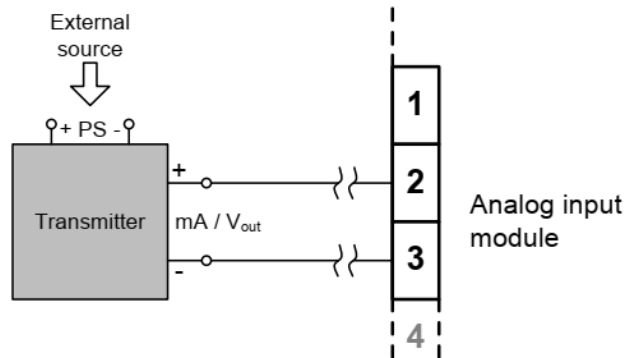 External
source
+ PS -
1
+
2
Transmitter
mA / Vout
Analog input
module
3
-
4